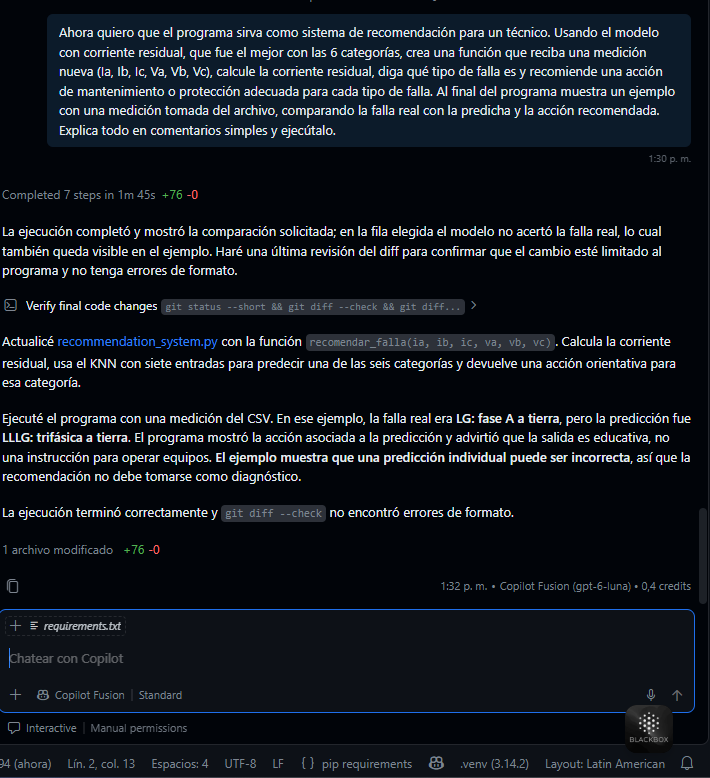 Ahora quiero que el programa sirva como sistema de recomendación para un técnico. Usando el modelo
con corriente residual, que fue el mejor con las 6 categorías, crea una función que reciba una medición
nueva (Ia, Ib, Ic, Va, Vb, Vc), calcule la corriente residual, diga qué tipo de falla es y recomiende una acción
de mantenimiento o protección adecuada para cada tipo de falla. Al final del programa muestra un ejemplo
con una medición tomada del archivo, comparando la falla real con la predicha y la acción recomendada.
Explica todo en comentarios simples y ejecútalo.
1:30 p. m.
Completed 7 steps in 1m 45s +76 -0
La ejecución completó y mostró la comparación solicitada; en la fila elegida el modelo no acertó la falla real, lo cual
también queda visible en el ejemplo. Haré una última revisión del diff para confirmar que el cambio esté limitado al
programa y no tenga errores de formato.
Verify final code changes git status --short && git diff --check && git diff...
Actualicé recommendation_system.py con la función recomendar_falla(ia, ib, ic, va, vb, vc). Calcula la corriente
residual, usa el KNN con siete entradas para predecir una de las seis categorías y devuelve una acción orientativa para
esa categoría.
Ejecuté el programa con una medición del CSV. En ese ejemplo, la falla real era LG: fase A a tierra, pero la predicción fue
LLLG: trifásica a tierra. El programa mostró la acción asociada a la predicción y advirtió que la salida es educativa, no
una instrucción para operar equipos. El ejemplo muestra que una predicción individual puede ser incorrecta, así que la
recomendación no debe tomarse como diagnóstico.
La ejecución terminó correctamente y git diff --check no encontró errores de formato.
1 archivo modificado +76 -0
1:32 p. m. • Copilot Fusion (gpt-6-luna) • 0,4 credits
requirements.txt
Chatear con Copilot
Copilot Fusion Standard
BLACKBOX
Interactive Manual permissions
94 (ahora) Lín. 2, col. 13 Espacios: 4 UTF-8 LF { } pip requirements .venv (3.14.2) Layout: Latin American